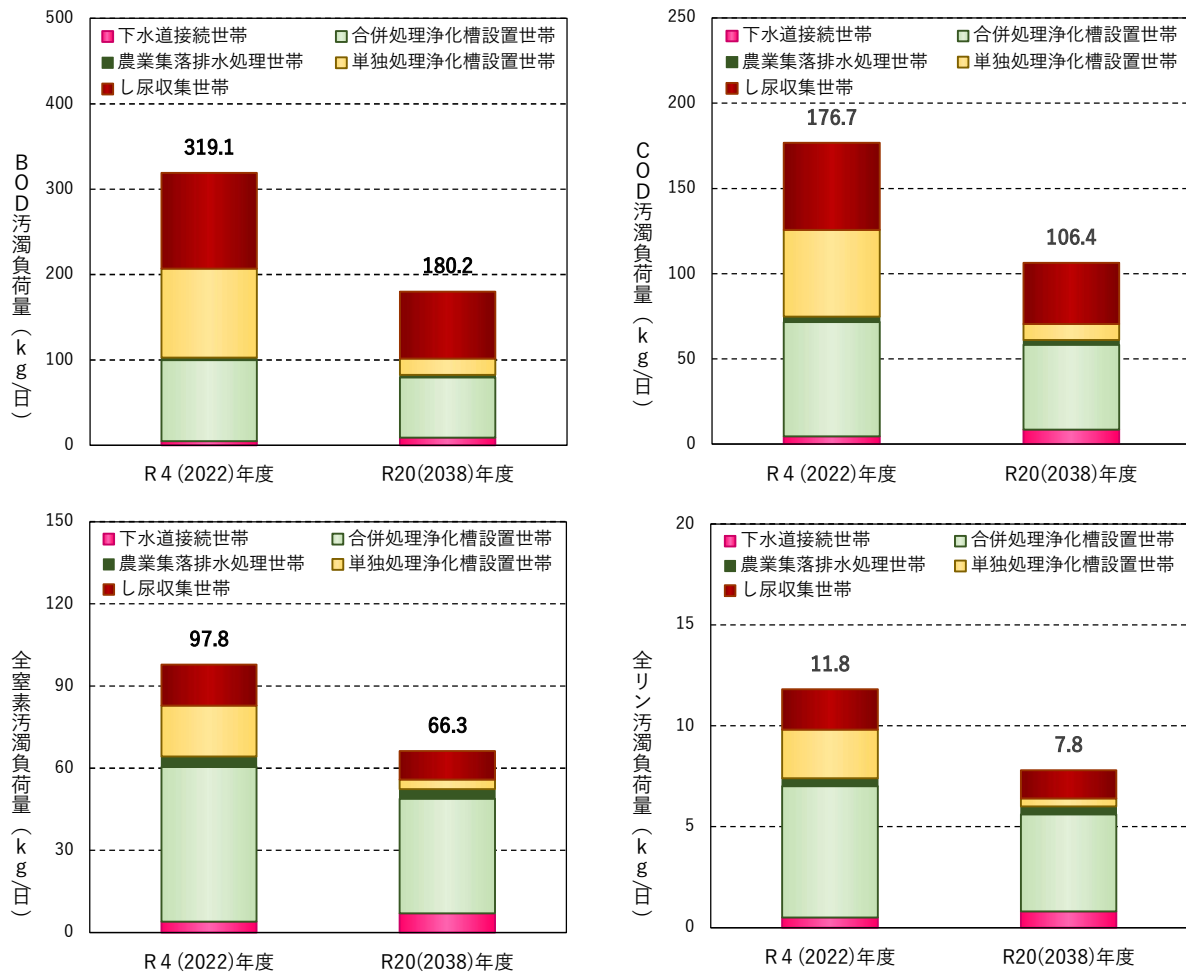 500
400
300
200
100
0
BOD汚濁負荷量(kg/日)
下水道接続世帯 合併処理浄化槽設置世帯
農業集落排水処理世帯 単独処理浄化槽設置世帯
し尿収集世帯
319.1
180.2
R４(2022)年度 R20(2038)年度
250
200
150
100
50
0
COD汚濁負荷量(kg/日)
下水道接続世帯 合併処理浄化槽設置世帯
農業集落排水処理世帯 単独処理浄化槽設置世帯
し尿収集世帯
176.7
106.4
R４(2022)年度 R20(2038)年度
150
120
90
60
30
0
全窒素汚濁負荷量(kg/日)
下水道接続世帯 合併処理浄化槽設置世帯
農業集落排水処理世帯 単独処理浄化槽設置世帯
し尿収集世帯
97.8
66.3
R４(2022)年度 R20(2038)年度
20
15
10
5
0
全リン汚濁負荷量(kg/日)
下水道接続世帯 合併処理浄化槽設置世帯
農業集落排水処理世帯 単独処理浄化槽設置世帯
し尿収集世帯
11.8
7.8
R４(2022)年度 R20(2038)年度